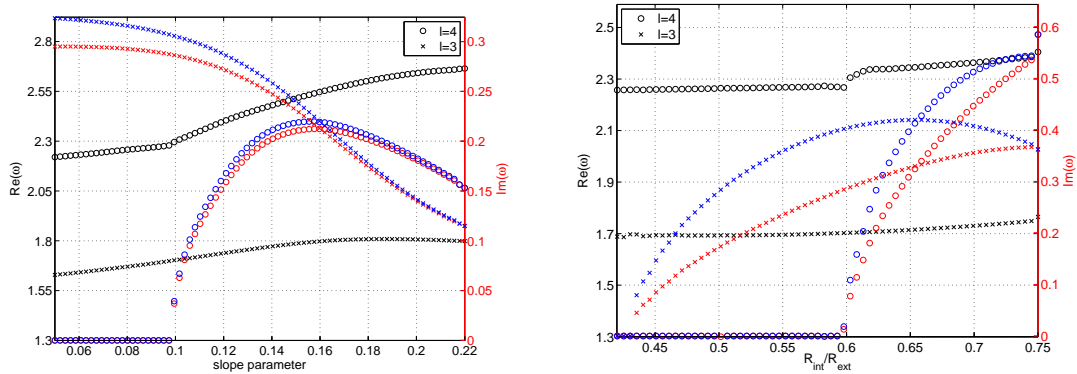 l=4
l=3
2.8
2.55
2.3
2.05
1.8
1.55
1.3
Re(ω)
0.06 0.08 0.1 0.12 0.14 0.16 0.18 0.2 0.22
slope parameter
0.3
0.25
0.2
0.15
0.1
0.05
0
Im(ω)
l=4
l=3
2.5
2.3
2.1
1.9
1.7
1.5
1.3
Re(ω)
0.45 0.5 0.55 0.6 0.65 0.7 0.75
R_int/R_ext
0.6
0.5
0.4
0.3
0.2
0.1
0
Im(ω)